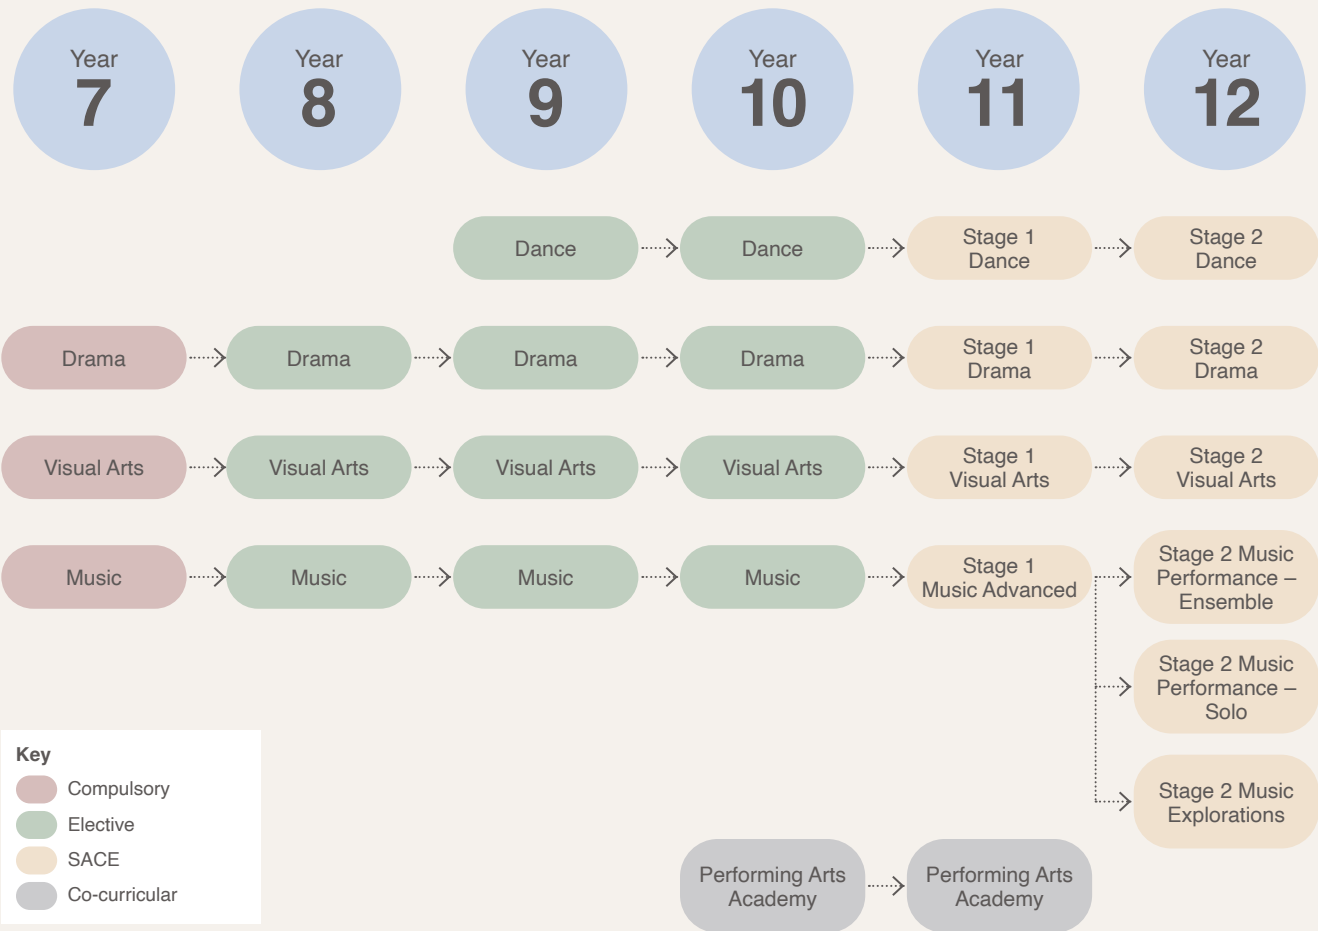 Year
7
Year
8
Year
9
Year
10
Year
11
Year
12
Dance
Dance
Stage 1
Dance
Stage 2
Dance
Drama
Drama
Drama
Drama
Stage 1
Drama
Stage 2
Drama
Visual Arts
Visual Arts
Visual Arts
Visual Arts
Stage 1
Visual Arts
Stage 2
Visual Arts
Music
Music
Music
Music
Stage 1
Music Advanced
Stage 2 Music
Performance –
Ensemble
Stage 2 Music
Performance –
Solo
Stage 2 Music
Explorations
Performing Arts
Academy
Performing Arts
Academy
Key
Compulsory
Elective
SACE
Co-curricular